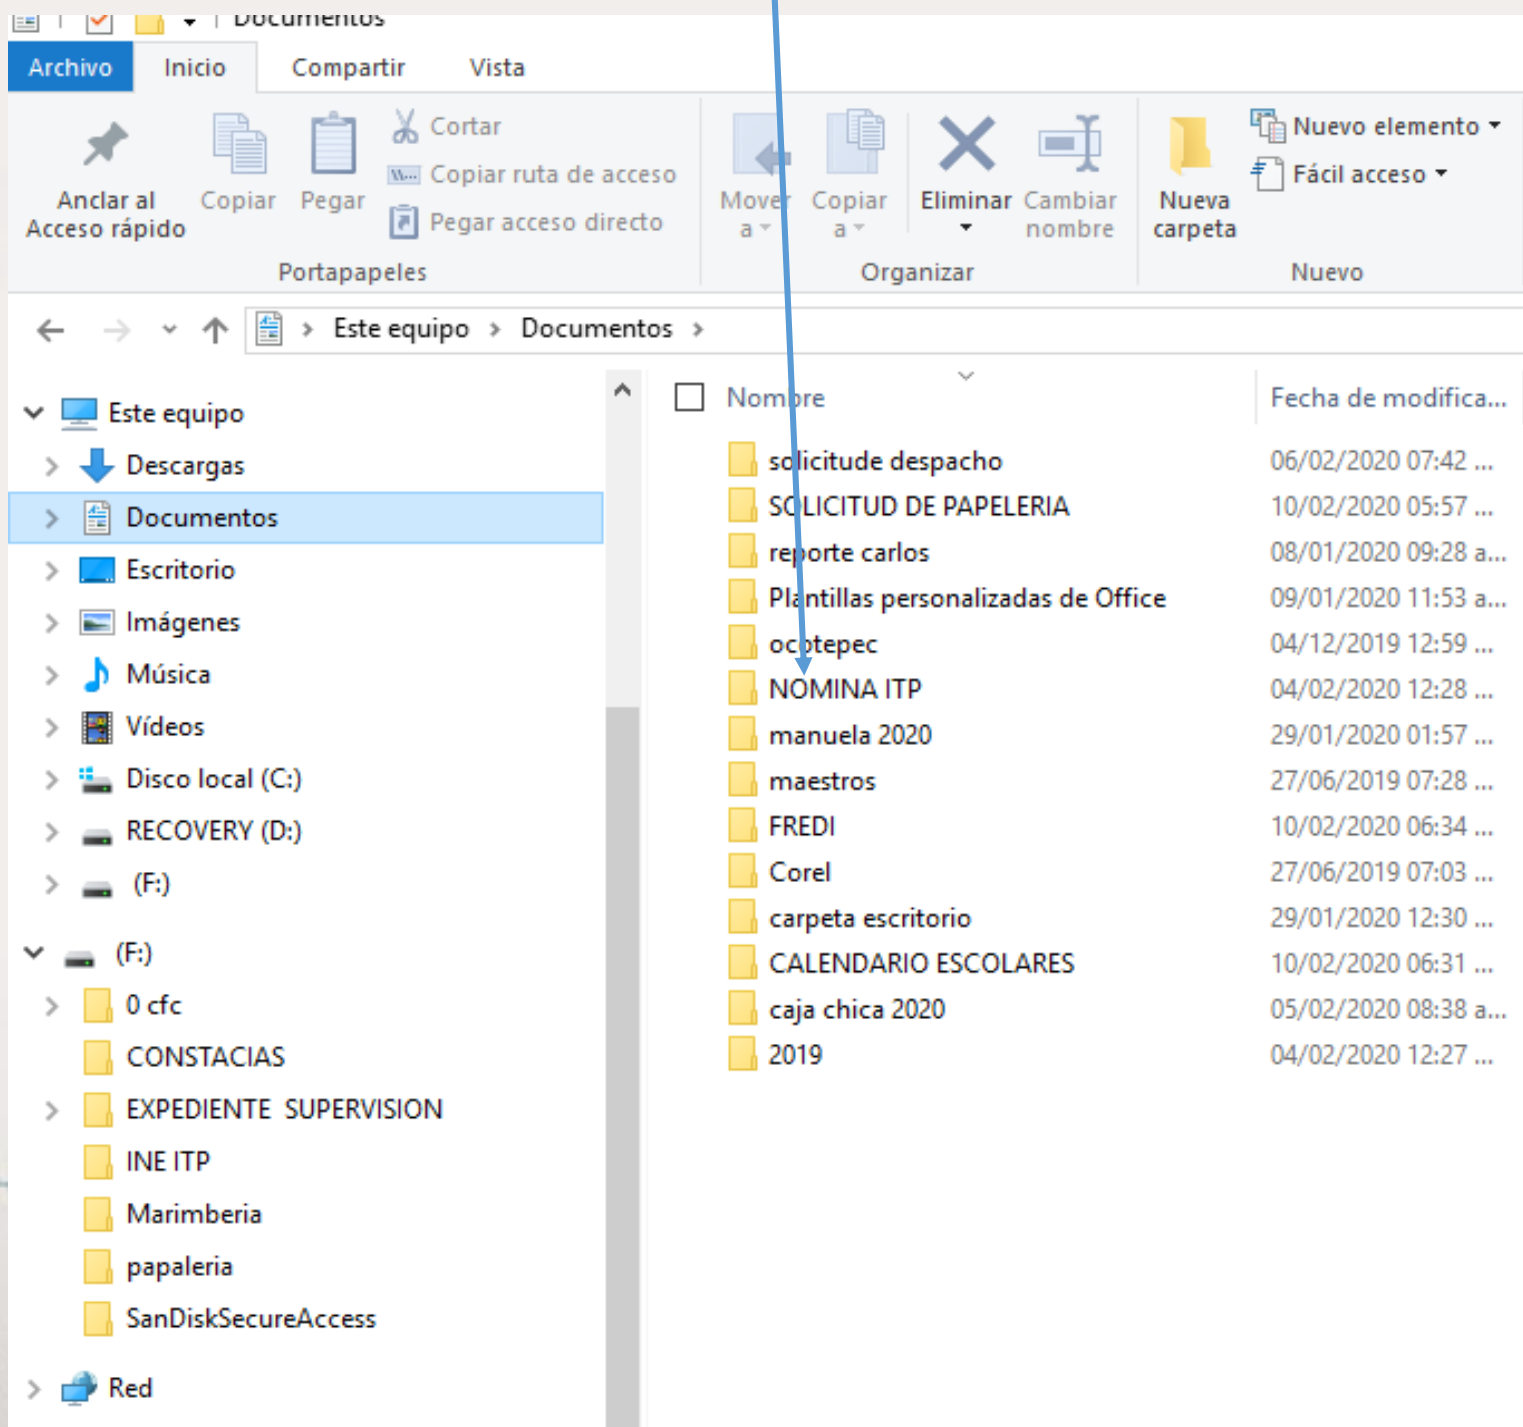 Documentos
Archivo Inicio Compartir Vista
Anclar al Acceso rápido
Copiar
Pegar
Cortar
Copiar ruta de acceso
Pegar acceso directo
Portapapeles
Mover a
Copiar a
Eliminar
Cambiar nombre
Organizar
Nueva carpeta
Nuevo elemento
Fácil acceso
Nuevo
Este equipo > Documentos >
Este equipo
Descargas
Documentos
Escritorio
Imágenes
Música
Vídeos
Disco local (C:)
RECOVERY (D:)
(F:)
(F:)
0 cfc
CONSTACIAS
EXPEDIENTE SUPERVISION
INE ITP
Marimberia
papaleria
SanDiskSecureAccess
Red
Nombre Fecha de modifica...
solicitude despacho 06/02/2020 07:42 ...
SOLICITUD DE PAPELERIA 10/02/2020 05:57 ...
reporte carlos 08/01/2020 09:28 a...
Plantillas personalizadas de Office 09/01/2020 11:53 a...
ocotepec 04/12/2019 12:59 ...
NOMINA ITP 04/02/2020 12:28 ...
manuela 2020 29/01/2020 01:57 ...
maestros 27/06/2019 07:28 ...
FREDI 10/02/2020 06:34 ...
Corel 27/06/2019 07:03 ...
carpeta escritorio 29/01/2020 12:30 ...
CALENDARIO ESCOLARES 10/02/2020 06:31 ...
caja chica 2020 05/02/2020 08:38 a...
2019 04/02/2020 12:27 ...